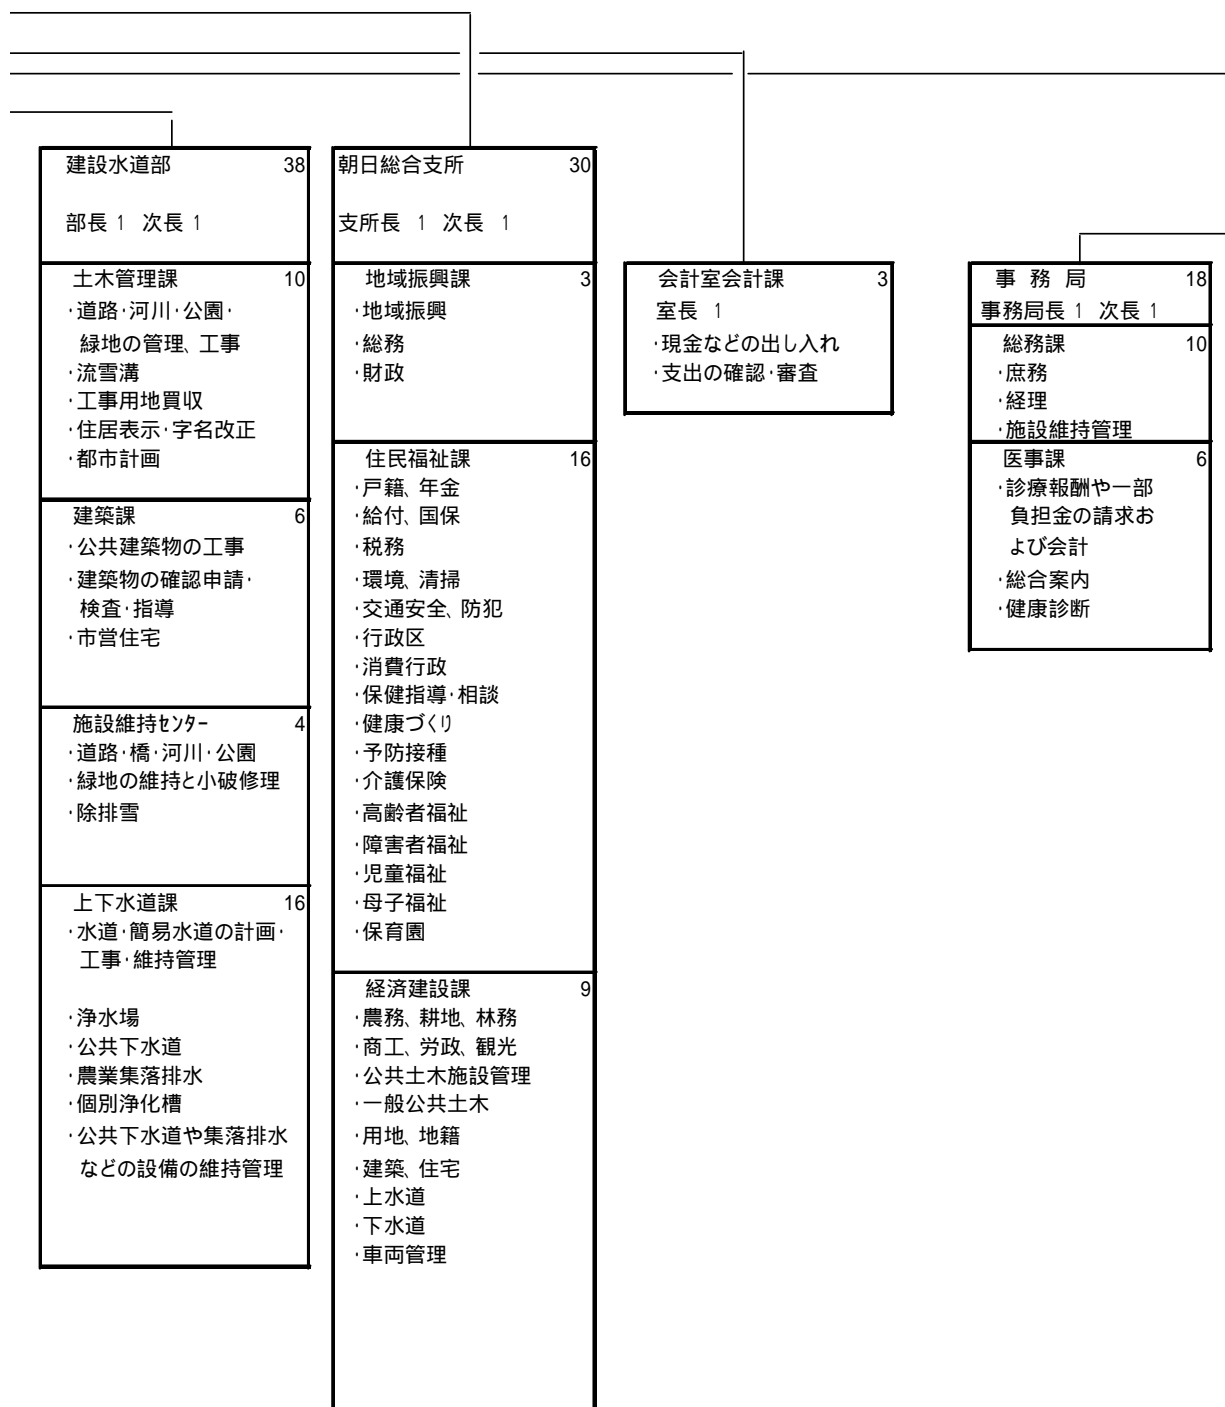 建設水道部 38
部長 1 次長 1
土木管理課 10
･道路･河川･公園･
緑地の管理、工事
･流雪溝
･工事用地買収
･住居表示･字名改正
･都市計画
建築課 6
･公共建築物の工事
･建築物の確認申請･
検査･指導
･市営住宅
施設維持ｾﾝﾀｰ 4
･道路･橋･河川･公園
･緑地の維持と小破修理
･除排雪
上下水道課 16
･水道･簡易水道の計画･
工事･維持管理
･浄水場
･公共下水道
･農業集落排水
･個別浄化槽
･公共下水道や集落排水
などの設備の維持管理
朝日総合支所 30
支所長 1 次長 1
地域振興課 3
･地域振興
･総務
･財政
住民福祉課 16
･戸籍、年金
･給付、国保
･税務
･環境、清掃
･交通安全、防犯
･行政区
･消費行政
･保健指導･相談
･健康づくり
･予防接種
･介護保険
･高齢者福祉
･障害者福祉
･児童福祉
･母子福祉
･保育園
経済建設課 9
･農務、耕地、林務
･商工、労政、観光
･公共土木施設管理
･一般公共土木
･用地、地籍
･建築、住宅
･上水道
･下水道
･車両管理
会計室会計課 3
室長 1
･現金などの出し入れ
･支出の確認･審査
事 務 局 18
事務局長 1 次長 1
総務課 10
･庶務
･経理
･施設維持管理
医事課 6
･診療報酬や一部
負担金の請求お
よび会計
･総合案内
･健康診断